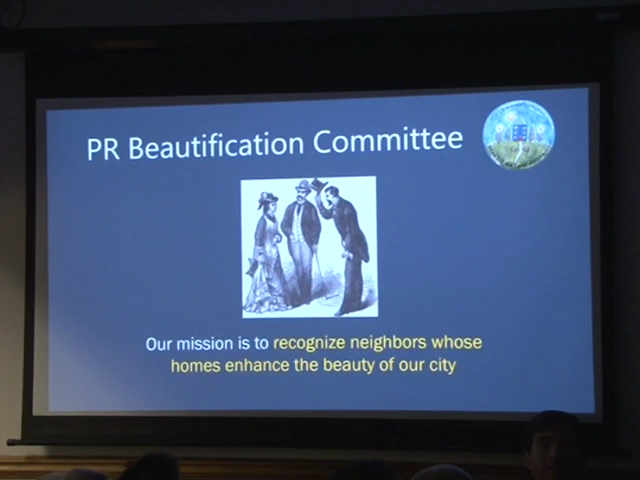 PR Beautification Committee
Our mission is to recognize neighbors whose
homes enhance the beauty of our city